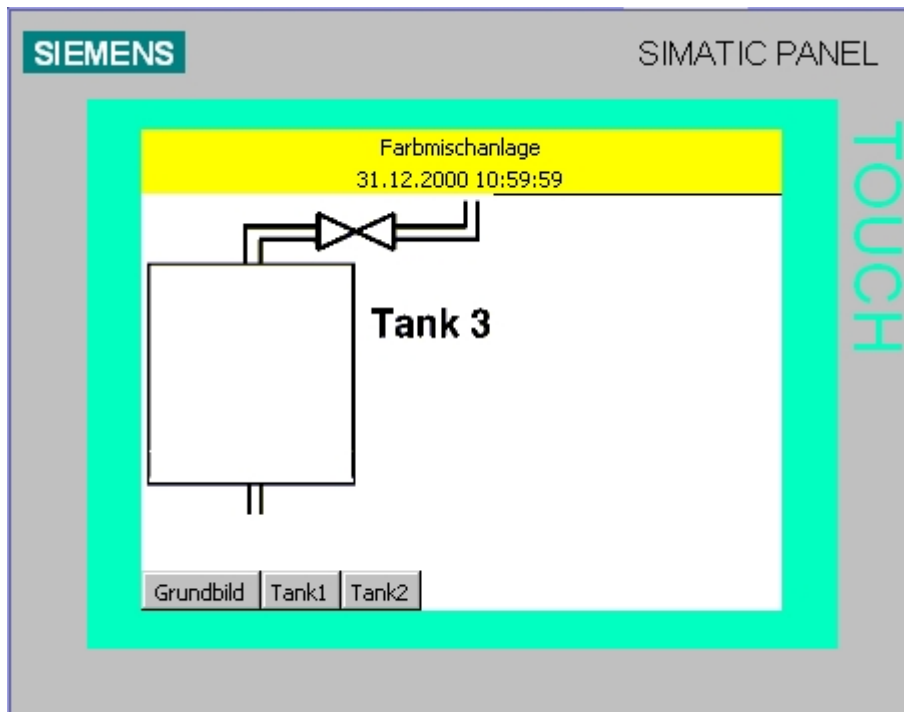 SIEMENS
SIMATIC PANEL
TOUCH
Farbmischanlage
31.12.2000 10:59:59
Tank 3
Grundbild Tank1 Tank2